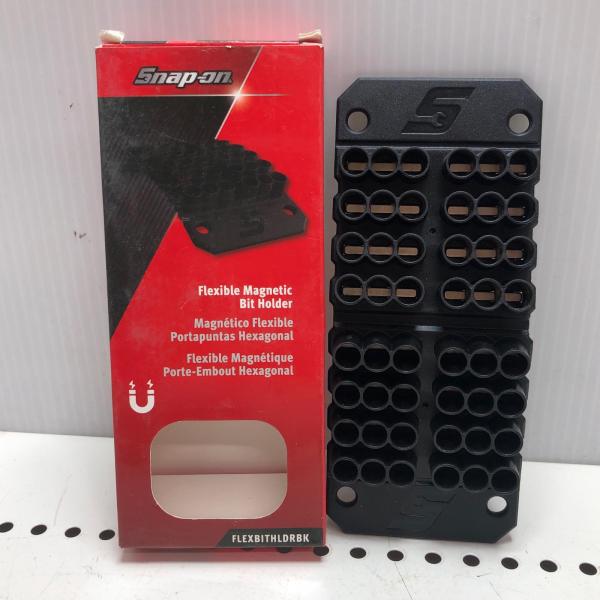 Snap-on
Flexible Magnetic
Bit Holder
Magnético Flexible
Portapuntas Hexagonal
Flexible Magnétique
Porte-Embout Hexagonal
FLEXBITHLDRBK